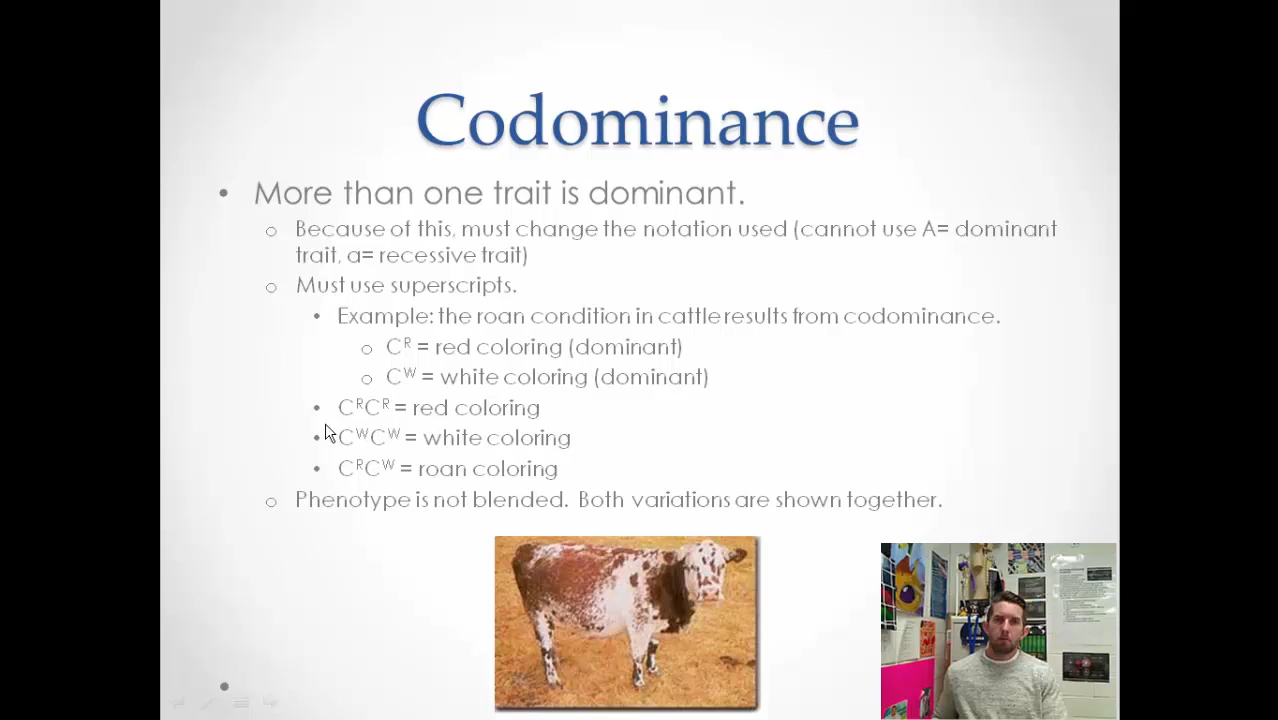 Codominance
• More than one trait is dominant.
o Because of this, must change the notation used (cannot use A= dominant
trait, a= recessive trait)
o Must use superscripts.
• Example: the roan condition in cattle results from codominance.
o Cᴿ = red coloring (dominant)
o Cᵂ = white coloring (dominant)
• CᴿCᴿ = red coloring
• CᵂCᵂ = white coloring
• CᴿCᵂ = roan coloring
o Phenotype is not blended.  Both variations are shown together.